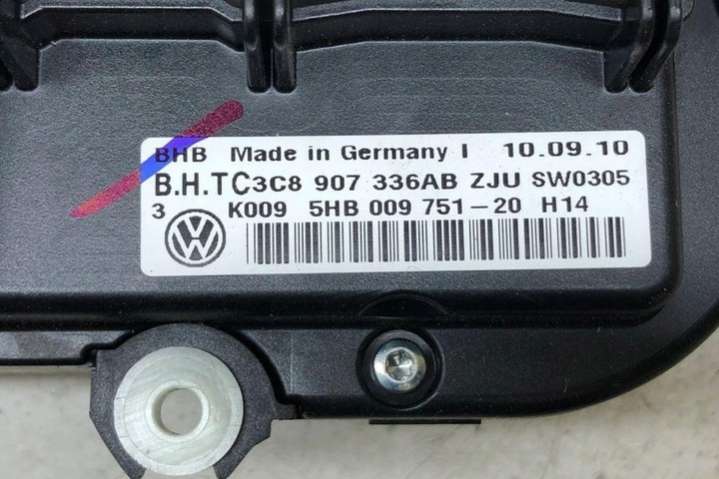 BHB Made in Germany I 10.09.10
B.H.TC3C8 907 336AB ZJU SW0305
3 K009 5HB 009 751-20 H14